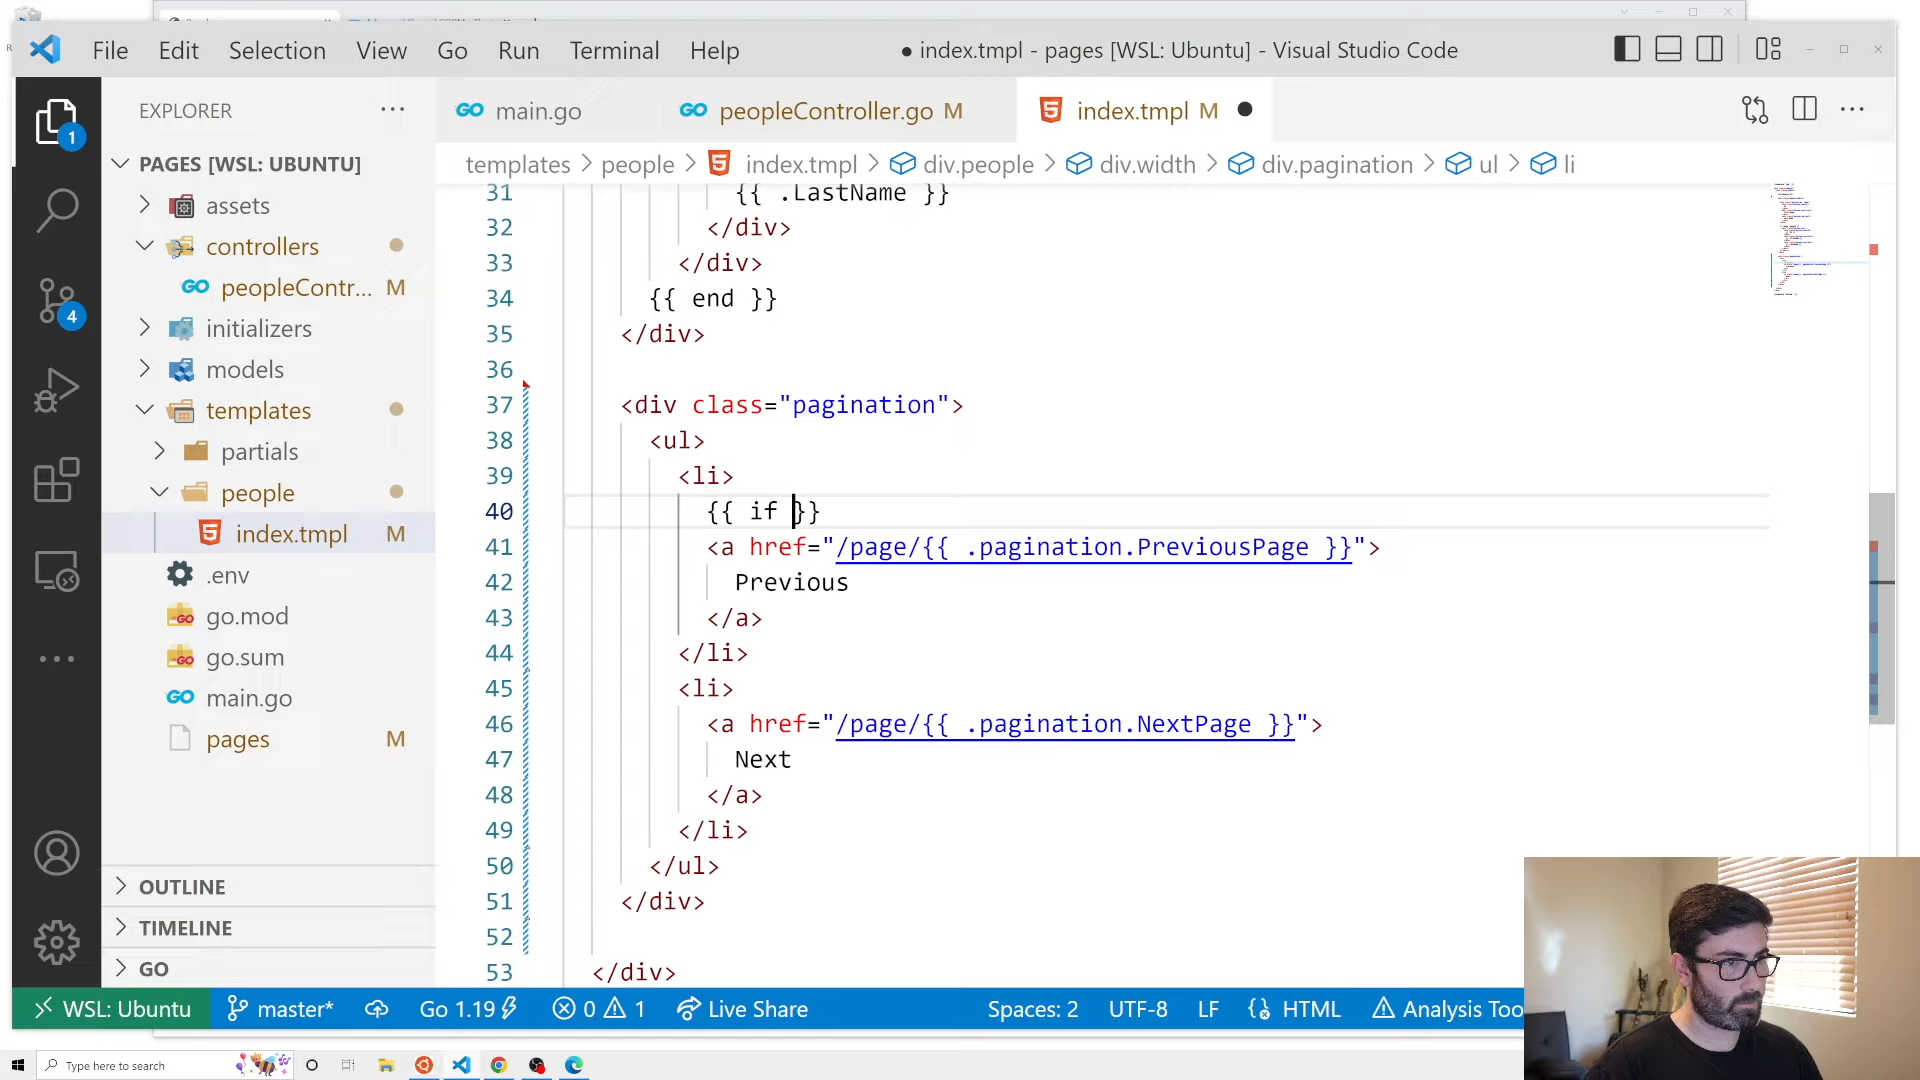 File Edit Selection View Go Run Terminal Help
● index.tmpl - pages [WSL: Ubuntu] - Visual Studio Code
1
4
EXPLORER
PAGES [WSL: UBUNTU]
assets
controllers
GO peopleContr... M
initializers
models
templates
partials
people
index.tmpl M
.env
go.mod
go.sum
GO main.go
pages M
OUTLINE
TIMELINE
GO
GO main.go
GO peopleController.go M
index.tmpl M ●
templates > people > index.tmpl > div.people > div.width > div.pagination > ul > li
31 {{ .LastName }}
32 </div>
33 </div>
34 {{ end }}
35 </div>
36
37 <div class="pagination">
38 <ul>
39 <li>
40 {{ if }}
41 <a href="/page/{{ .pagination.PreviousPage }}">
42 Previous
43 </a>
44 </li>
45 <li>
46 <a href="/page/{{ .pagination.NextPage }}">
47 Next
48 </a>
49 </li>
50 </ul>
51 </div>
52
53 </div>
WSL: Ubuntu master* Go 1.19 0 1 Live Share Spaces: 2 UTF-8 LF HTML Analysis Too
Type here to search